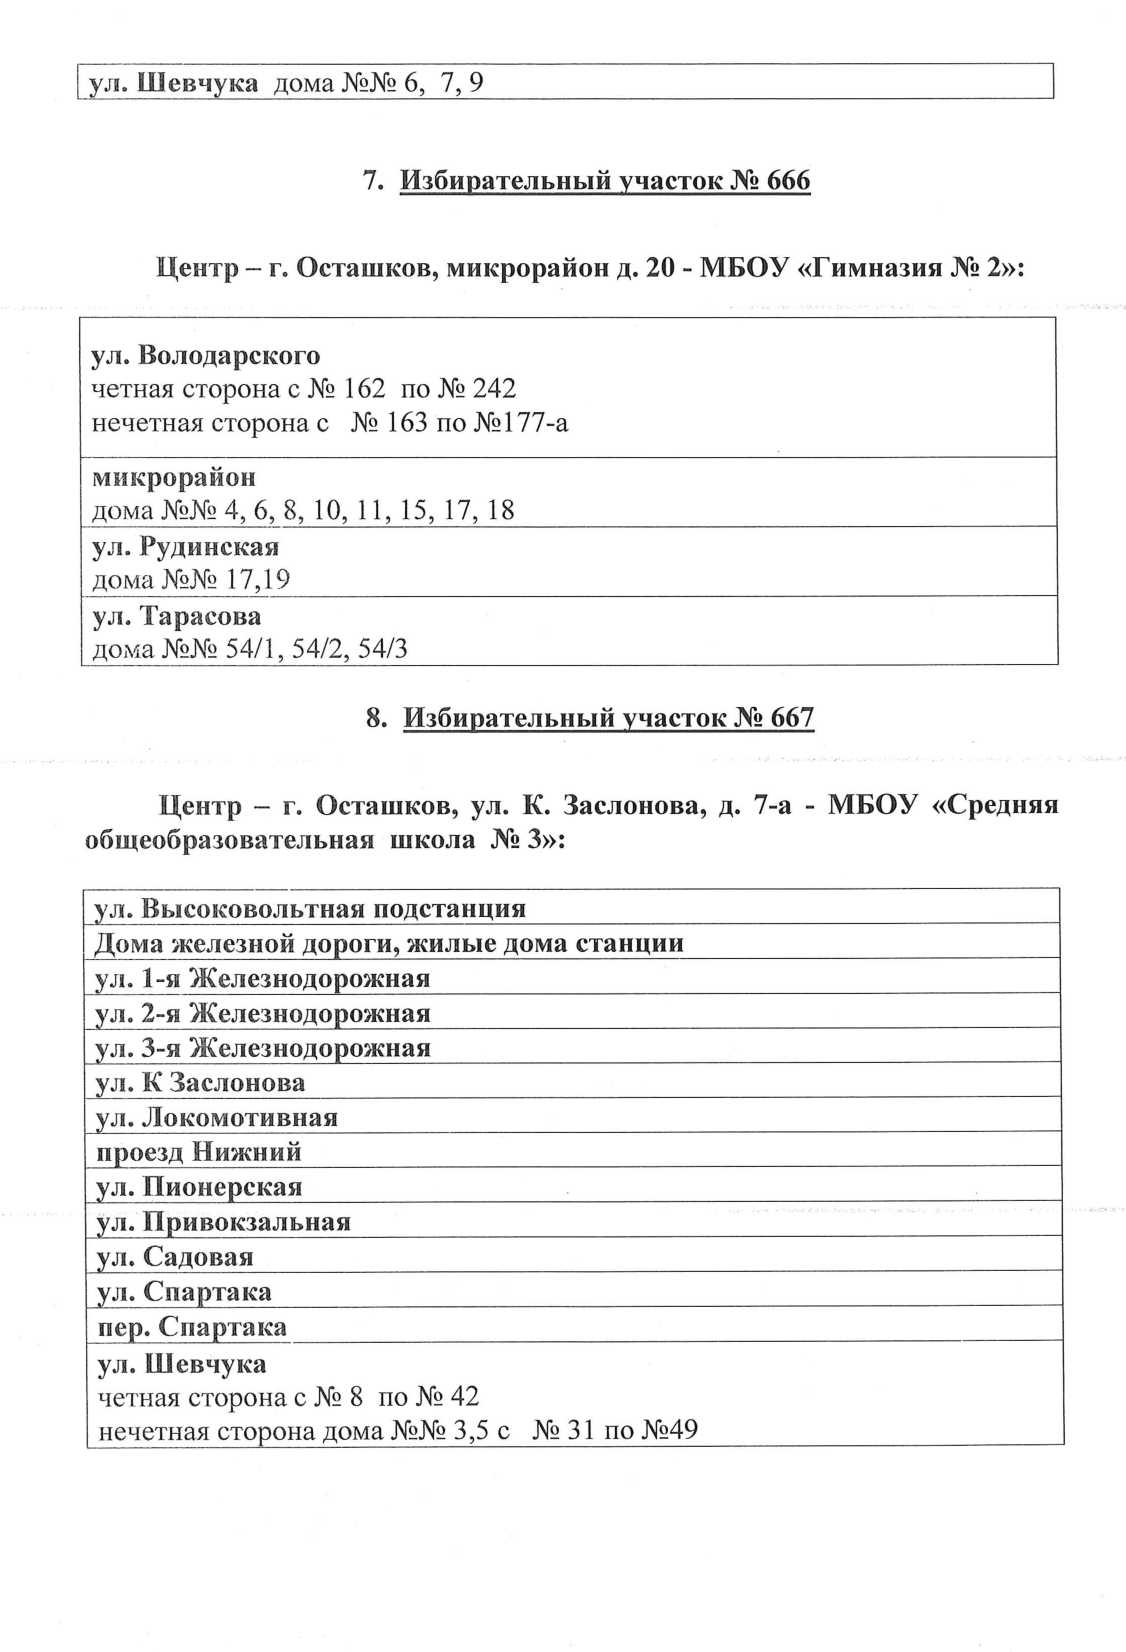 ул. Шевчука дома №№ 6, 7, 9
7. Избирательный участок № 666
Центр – г. Осташков, микрорайон д. 20 - МБОУ «Гимназия № 2»:
ул. Володарского
четная сторона с № 162 по № 242
нечетная сторона с № 163 по №177-а
микрорайон
дома №№ 4, 6, 8, 10, 11, 15, 17, 18
ул. Рудинская
дома №№ 17,19
ул. Тарасова
дома №№ 54/1, 54/2, 54/3
8. Избирательный участок № 667
Центр – г. Осташков, ул. К. Заслонова, д. 7-а - МБОУ «Средняя
общеобразовательная школа № 3»:
ул. Высоковольтная подстанция
Дома железной дороги, жилые дома станции
ул. 1-я Железнодорожная
ул. 2-я Железнодорожная
ул. 3-я Железнодорожная
ул. К Заслонова
ул. Локомотивная
проезд Нижний
ул. Пионерская
ул. Привокзальная
ул. Садовая
ул. Спартака
пер. Спартака
ул. Шевчука
четная сторона с № 8 по № 42
нечетная сторона дома №№ 3,5 с № 31 по №49